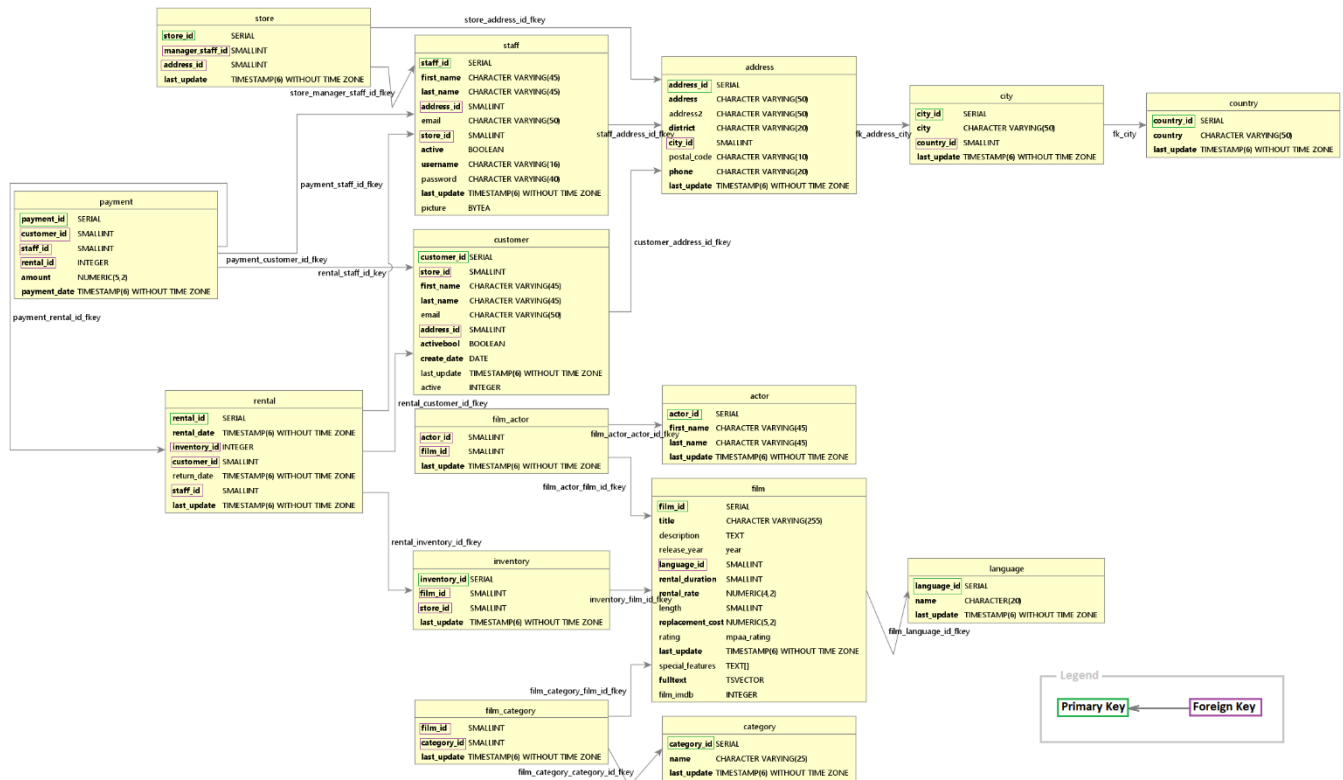 store
store_id SERIAL
manager_staff_id SMALLINT
address_id SMALLINT
last_update TIMESTAMP(6) WITHOUT TIME ZONE
store_address_id_fkey
store_manager_staff_id_fkey
staff
staff_id SERIAL
first_name CHARACTER VARYING(45)
last_name CHARACTER VARYING(45)
address_id SMALLINT
email CHARACTER VARYING(50)
store_id SMALLINT
active BOOLEAN
username CHARACTER VARYING(16)
password CHARACTER VARYING(40)
last_update TIMESTAMP(6) WITHOUT TIME ZONE
picture BYTEA
staff_address_id_fkey
address
address_id SERIAL
address CHARACTER VARYING(50)
address2 CHARACTER VARYING(50)
district CHARACTER VARYING(20)
city_id SMALLINT
postal_code CHARACTER VARYING(10)
phone CHARACTER VARYING(20)
last_update TIMESTAMP(6) WITHOUT TIME ZONE
fk_address_city
city
city_id SERIAL
city CHARACTER VARYING(50)
country_id SMALLINT
last_update TIMESTAMP(6) WITHOUT TIME ZONE
fk_city
country
country_id SERIAL
country CHARACTER VARYING(50)
last_update TIMESTAMP(6) WITHOUT TIME ZONE
payment
payment_id SERIAL
customer_id SMALLINT
staff_id SMALLINT
rental_id INTEGER
amount NUMERIC(5,2)
payment_date TIMESTAMP(6) WITHOUT TIME ZONE
payment_staff_id_fkey
payment_customer_id_fkey
rental_staff_id_key
payment_rental_id_fkey
customer
customer_id SERIAL
store_id SMALLINT
first_name CHARACTER VARYING(45)
last_name CHARACTER VARYING(45)
email CHARACTER VARYING(50)
address_id SMALLINT
activebool BOOLEAN
create_date DATE
last_update TIMESTAMP(6) WITHOUT TIME ZONE
active INTEGER
customer_address_id_fkey
rental
rental_id SERIAL
rental_date TIMESTAMP(6) WITHOUT TIME ZONE
inventory_id INTEGER
customer_id SMALLINT
return_date TIMESTAMP(6) WITHOUT TIME ZONE
staff_id SMALLINT
last_update TIMESTAMP(6) WITHOUT TIME ZONE
rental_customer_id_fkey
rental_inventory_id_fkey
film_actor
actor_id SMALLINT
film_id SMALLINT
last_update TIMESTAMP(6) WITHOUT TIME ZONE
film_actor_actor_id_fkey
film_actor_film_id_fkey
actor
actor_id SERIAL
first_name CHARACTER VARYING(45)
last_name CHARACTER VARYING(45)
last_update TIMESTAMP(6) WITHOUT TIME ZONE
film
film_id SERIAL
title CHARACTER VARYING(255)
description TEXT
release_year year
language_id SMALLINT
rental_duration SMALLINT
rental_rate NUMERIC(4,2)
length SMALLINT
replacement_cost NUMERIC(5,2)
rating mpaa_rating
last_update TIMESTAMP(6) WITHOUT TIME ZONE
special_features TEXT[]
fulltext TSVECTOR
film_imdb INTEGER
inventory
inventory_id SERIAL
film_id SMALLINT
store_id SMALLINT
last_update TIMESTAMP(6) WITHOUT TIME ZONE
inventory_film_id_fkey
language
language_id SERIAL
name CHARACTER(20)
last_update TIMESTAMP(6) WITHOUT TIME ZONE
film_language_id_fkey
film_category_film_id_fkey
film_category
film_id SMALLINT
category_id SMALLINT
last_update TIMESTAMP(6) WITHOUT TIME ZONE
film_category_category_id_fkey
category
category_id SERIAL
name CHARACTER VARYING(25)
last_update TIMESTAMP(6) WITHOUT TIME ZONE
Legend
Primary Key Foreign Key